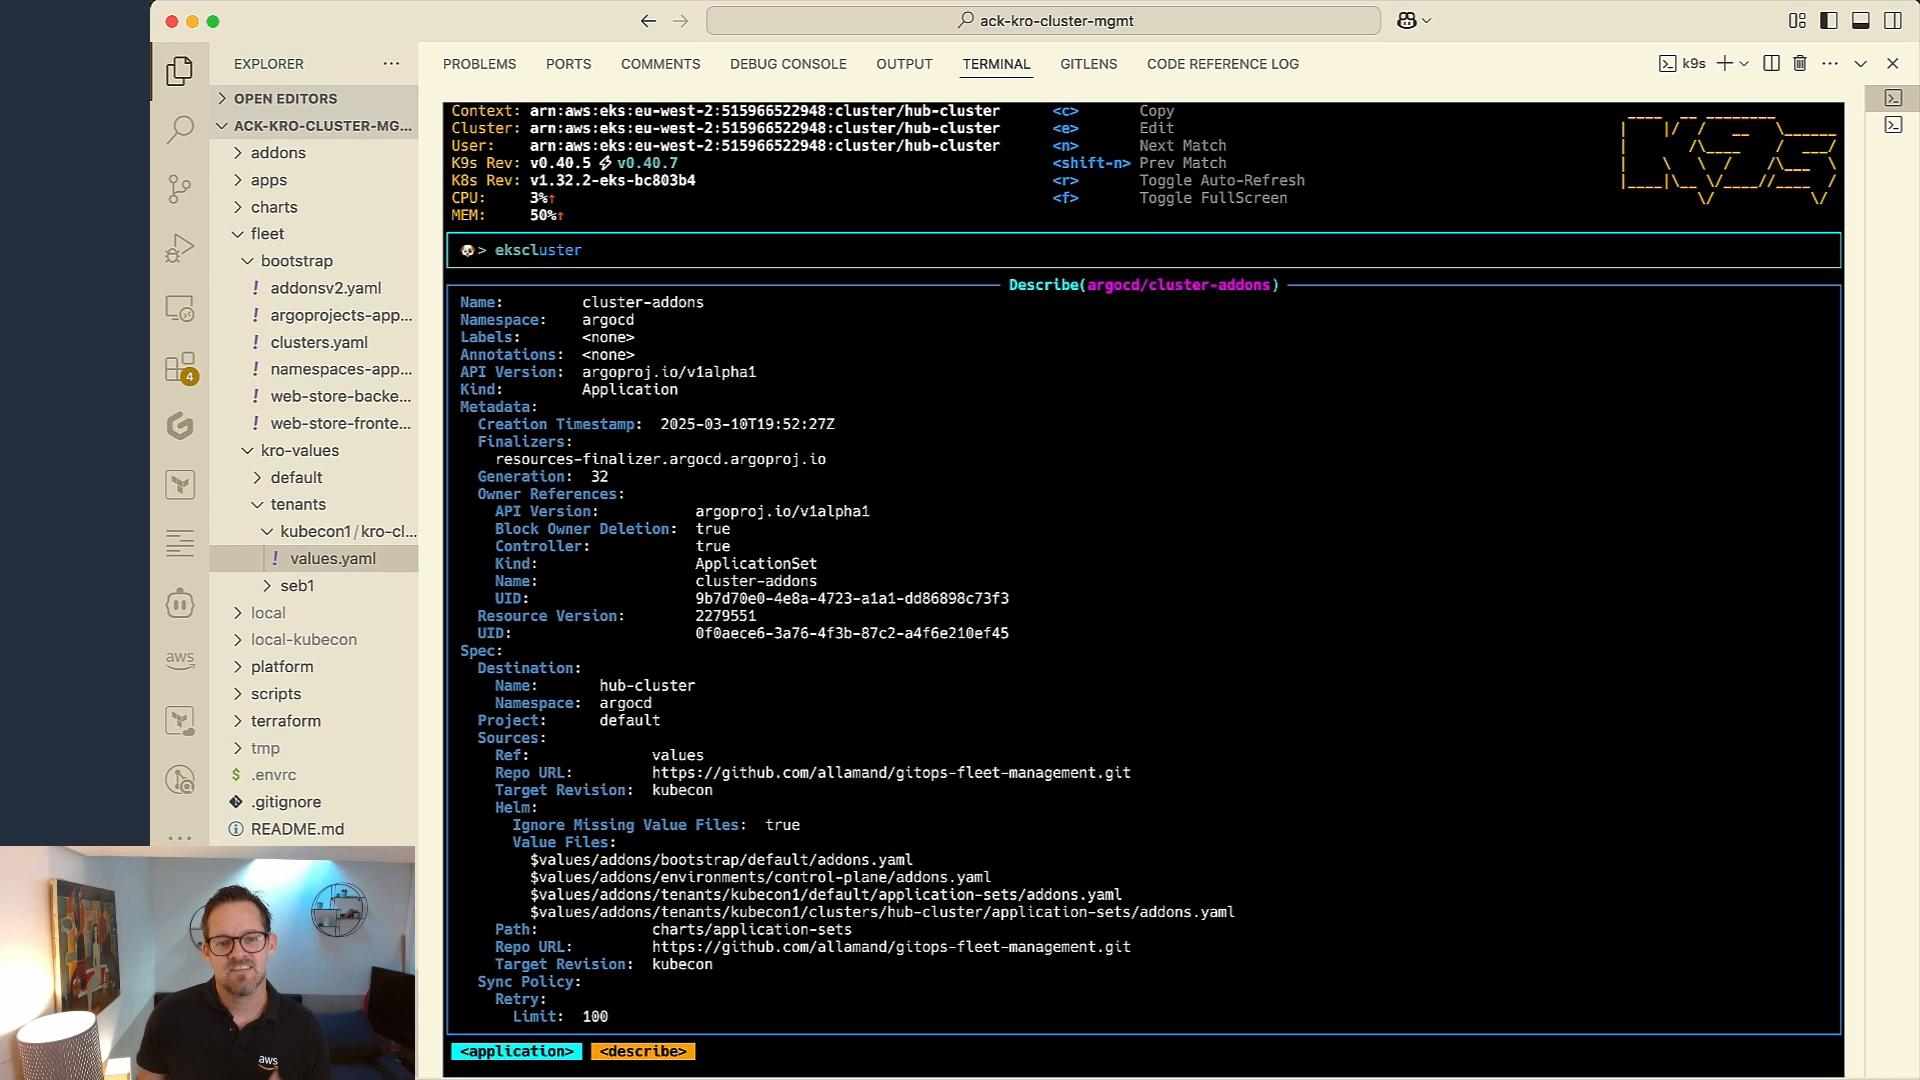 ack-kro-cluster-mgmt
EXPLORER
OPEN EDITORS
ACK-KRO-CLUSTER-MG...
addons
apps
charts
fleet
bootstrap
! addonsv2.yaml
! argoprojects-app...
! clusters.yaml
! namespaces-app...
! web-store-backe...
! web-store-fronte...
kro-values
default
tenants
kubecon1/kro-cl...
! values.yaml
seb1
local
local-kubecon
platform
scripts
terraform
tmp
$ .envrc
.gitignore
README.md
4
aws
PROBLEMS PORTS COMMENTS DEBUG CONSOLE OUTPUT TERMINAL GITLENS CODE REFERENCE LOG
k9s
Context: arn:aws:eks:eu-west-2:515966522948:cluster/hub-cluster <c> Copy
Cluster: arn:aws:eks:eu-west-2:515966522948:cluster/hub-cluster <e> Edit
User: arn:aws:eks:eu-west-2:515966522948:cluster/hub-cluster <n> Next Match
K9s Rev: v0.40.5 ⚡ v0.40.7 <shift-n> Prev Match
K8s Rev: v1.32.2-eks-bc803b4 <r> Toggle Auto-Refresh
CPU: 3%↑ <f> Toggle FullScreen
MEM: 50%↑
K9s
🐶> ekscluster
Describe(argocd/cluster-addons)
Name: cluster-addons
Namespace: argocd
Labels: <none>
Annotations: <none>
API Version: argoproj.io/v1alpha1
Kind: Application
Metadata:
Creation Timestamp: 2025-03-10T19:52:27Z
Finalizers:
resources-finalizer.argocd.argoproj.io
Generation: 32
Owner References:
API Version: argoproj.io/v1alpha1
Block Owner Deletion: true
Controller: true
Kind: ApplicationSet
Name: cluster-addons
UID: 9b7d70e0-4e8a-4723-a1a1-dd86898c73f3
Resource Version: 2279551
UID: 0f0aece6-3a76-4f3b-87c2-a4f6e210ef45
Spec:
Destination:
Name: hub-cluster
Namespace: argocd
Project: default
Sources:
Ref: values
Repo URL: https://github.com/allamand/gitops-fleet-management.git
Target Revision: kubecon
Helm:
Ignore Missing Value Files: true
Value Files:
$values/addons/bootstrap/default/addons.yaml
$values/addons/environments/control-plane/addons.yaml
$values/addons/tenants/kubecon1/default/application-sets/addons.yaml
$values/addons/tenants/kubecon1/clusters/hub-cluster/application-sets/addons.yaml
Path: charts/application-sets
Repo URL: https://github.com/allamand/gitops-fleet-management.git
Target Revision: kubecon
Sync Policy:
Retry:
Limit: 100
<application> <describe>
aws